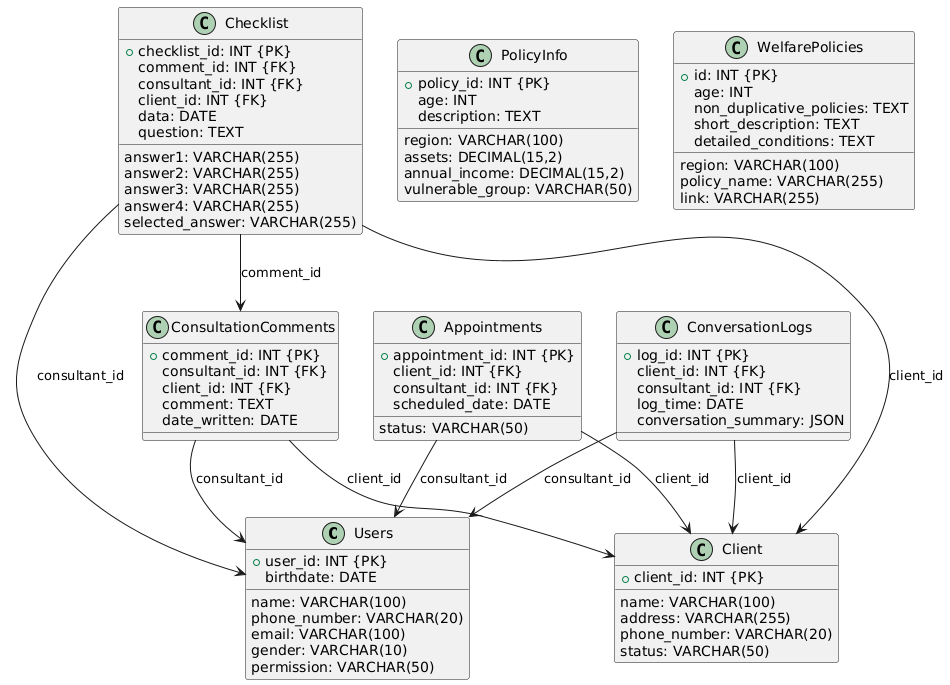 C Checklist
checklist_id: INT {PK}
comment_id: INT {FK}
consultant_id: INT {FK}
client_id: INT {FK}
data: DATE
question: TEXT
answer1: VARCHAR(255)
answer2: VARCHAR(255)
answer3: VARCHAR(255)
answer4: VARCHAR(255)
selected_answer: VARCHAR(255)
C PolicyInfo
policy_id: INT {PK}
age: INT
description: TEXT
region: VARCHAR(100)
assets: DECIMAL(15,2)
annual_income: DECIMAL(15,2)
vulnerable_group: VARCHAR(50)
C WelfarePolicies
id: INT {PK}
age: INT
non_duplicative_policies: TEXT
short_description: TEXT
detailed_conditions: TEXT
region: VARCHAR(100)
policy_name: VARCHAR(255)
link: VARCHAR(255)
comment_id
consultant_id
client_id
C ConsultationComments
comment_id: INT {PK}
consultant_id: INT {FK}
client_id: INT {FK}
comment: TEXT
date_written: DATE
C Appointments
appointment_id: INT {PK}
client_id: INT {FK}
consultant_id: INT {FK}
scheduled_date: DATE
status: VARCHAR(50)
C ConversationLogs
log_id: INT {PK}
client_id: INT {FK}
consultant_id: INT {FK}
log_time: DATE
conversation_summary: JSON
consultant_id
client_id
consultant_id
consultant_id
client_id
client_id
C Users
user_id: INT {PK}
birthdate: DATE
name: VARCHAR(100)
phone_number: VARCHAR(20)
email: VARCHAR(100)
gender: VARCHAR(10)
permission: VARCHAR(50)
C Client
client_id: INT {PK}
name: VARCHAR(100)
address: VARCHAR(255)
phone_number: VARCHAR(20)
status: VARCHAR(50)